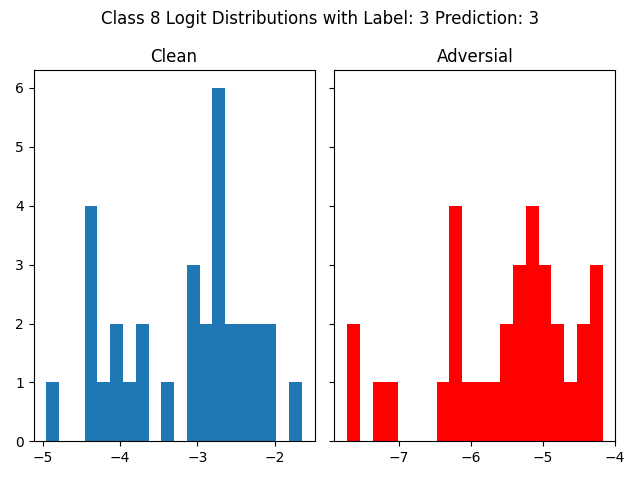 Class 8 Logit Distributions with Label: 3 Prediction: 3
Clean
Adversial
6
5
4
3
2
1
0
−5 −4 −3 −2
−7 −6 −5 −4